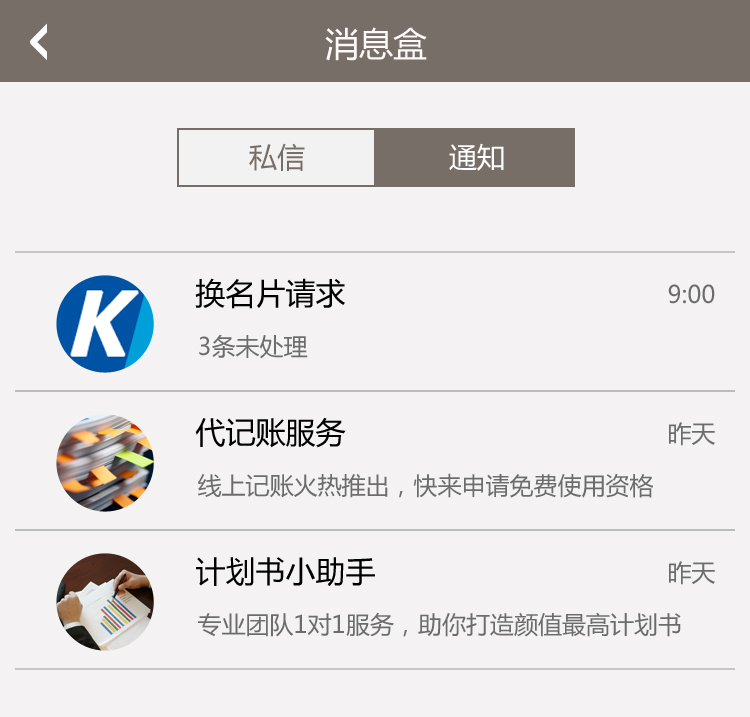 消息盒
私信 通知
K
换名片请求 9:00
3条未处理
代记账服务 昨天
线上记账火热推出，快来申请免费使用资格
计划书小助手 昨天
专业团队1对1服务，助你打造颜值最高计划书